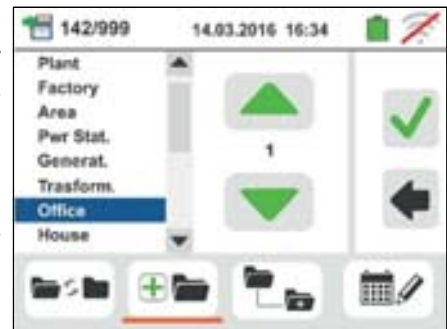 142/999 14.03.2016 16:34
Plant
Factory
Area
Pwr Stat.
Generat.
Trasform.
Office
House
1